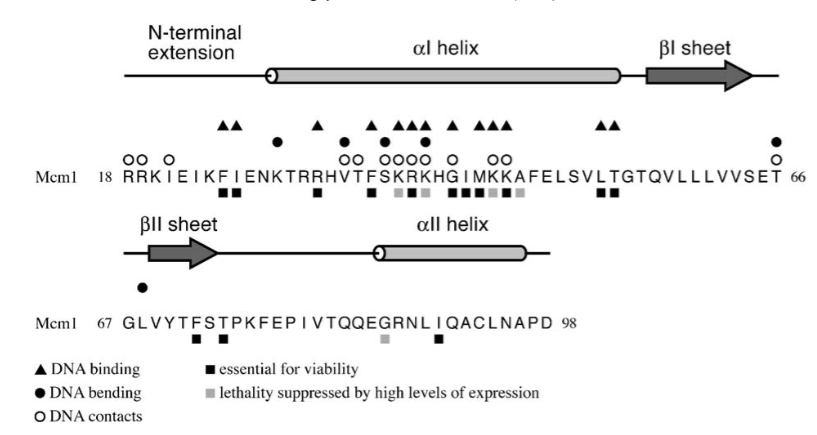 N-terminal
extension
αI helix
βI sheet
Mcm1 18 RRKIEIKFIENKTRRHVTFSKRKHGIMKKAFELSVLTGTQVLLLVVSET 66
βII sheet
αII helix
Mcm1 67 GLVYTFSTPKFEPIVTQQEGRNLIQACLNAPD 98
▲ DNA binding
■ essential for viability
● DNA bending
■ lethality suppressed by high levels of expression
○ DNA contacts